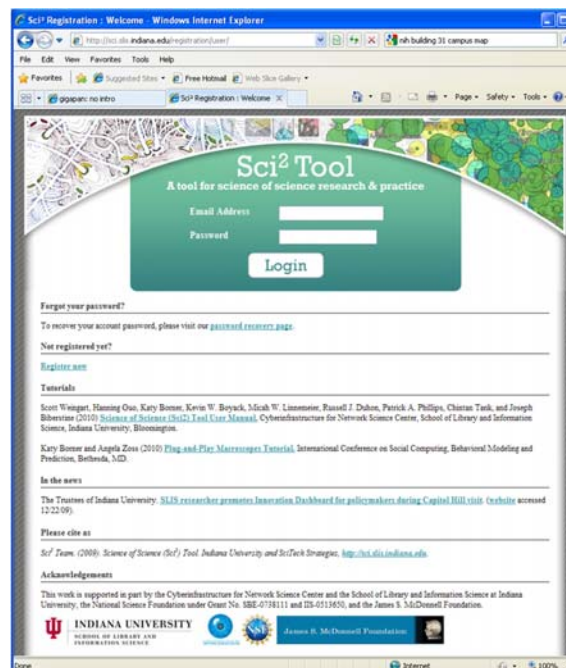 Sci² Registration : Welcome - Windows Internet Explorer
http://sci.slis.indiana.edu/registration/user/
nih building 31 campus map
File Edit View Favorites Tools Help
Favorites Suggested Sites Free Hotmail Web Slice Gallery
gigapan: no intro Sci² Registration : Welcome X Page Safety Tools
Sci² Tool
A tool for science of science research & practice
Email Address
Password
Login
Forgot your password?
To recover your account password, please visit our password recovery page.
Not registered yet?
Register now
Tutorials
Scott Weingart, Hanning Guo, Katy Borner, Kevin W. Boyack, Micah W. Linnemeier, Russell J. Duhon, Patrick A. Phillips, Chintan Tank, and Joseph
Biberstine (2010) Science of Science (Sci2) Tool User Manual, Cyberinfrastructure for Network Science Center, School of Library and Information
Science, Indiana University, Bloomington.
Katy Borner and Angela Zoss (2010) Plug-and-Play Macroscopes Tutorial, International Conference on Social Computing, Behavioral Modeling and
Prediction, Bethesda, MD.
In the news
The Trustees of Indiana University. SLIS researcher promotes Innovation Dashboard for policymakers during Capitol Hill visit. (website accessed
12/22/09).
Please cite as
Sci² Team. (2009). Science of Science (Sci²) Tool. Indiana University and SciTech Strategies, http://sci.slis.indiana.edu.
Acknowledgements
This work is supported in part by the Cyberinfrastructure for Network Science Center and the School of Library and Information Science at Indiana
University, the National Science Foundation under Grant No. SBE-0738111 and IIS-0513650, and the James S. McDonnell Foundation.
INDIANA UNIVERSITY
SCHOOL OF LIBRARY AND
INFORMATION SCIENCE
NSF
James S. McDonnell Foundation
Done Internet 100%